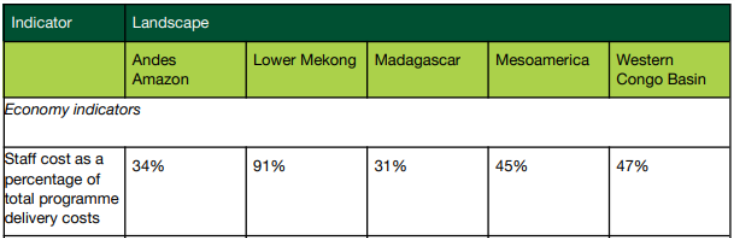 Indicator Landscape
Andes Amazon Lower Mekong Madagascar Mesoamerica Western Congo Basin
Economy indicators
Staff cost as a percentage of total programme delivery costs 34% 91% 31% 45% 47%